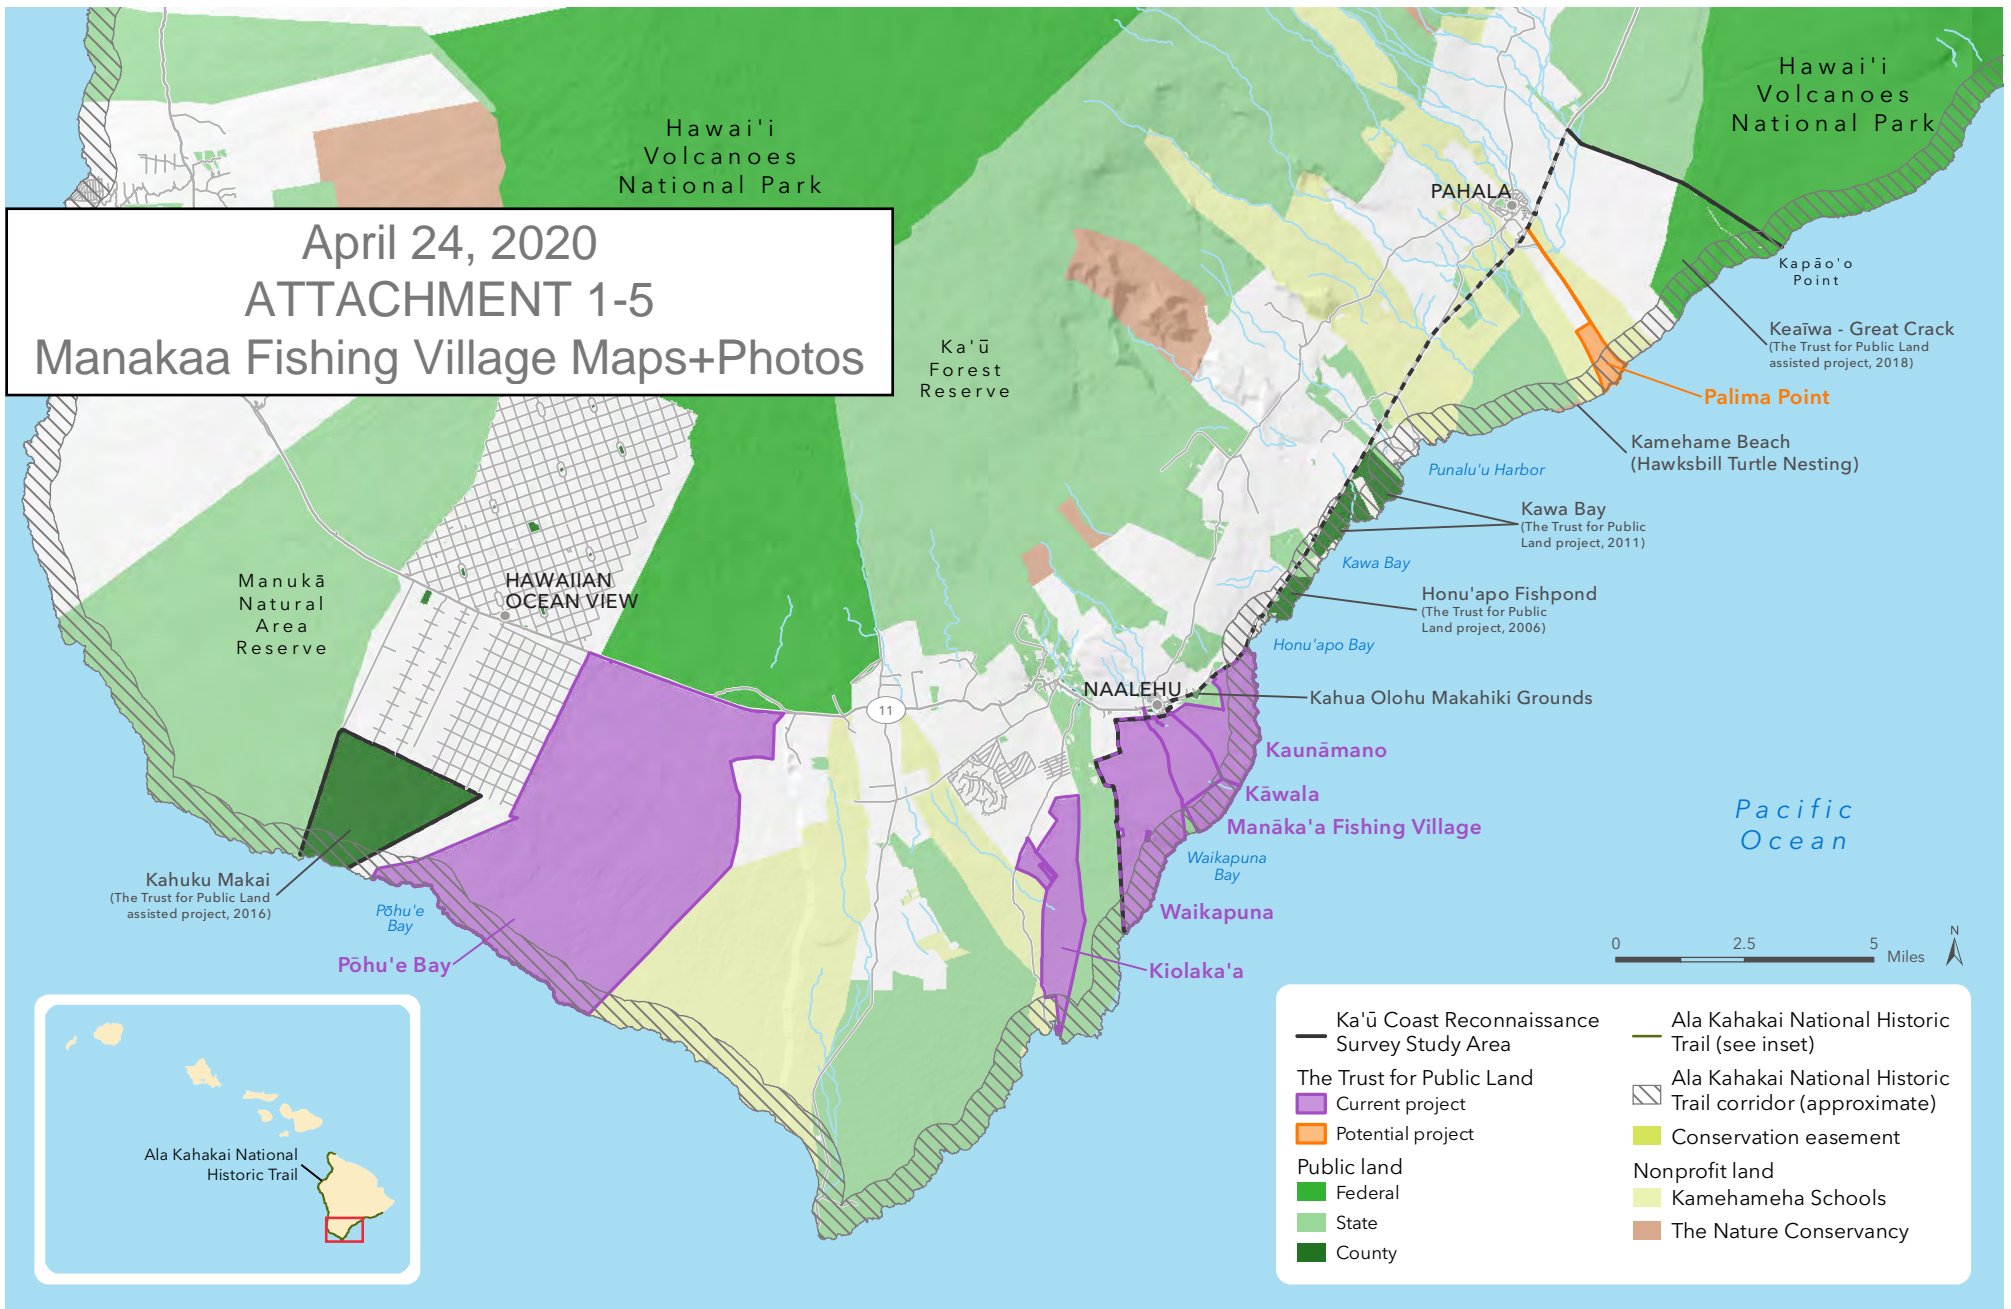 Hawai'i
Volcanoes
National Park
Hawai'i
Volcanoes
National Park
April 24, 2020
ATTACHMENT 1-5
Manakaa Fishing Village Maps+Photos
PAHALA
Kapāo'o
Point
Keaīwa - Great Crack
(The Trust for Public Land
assisted project, 2018)
Palima Point
Ka'ū
Forest
Reserve
Kamehame Beach
(Hawksbill Turtle Nesting)
Punalu'u Harbor
Kawa Bay
(The Trust for Public
Land project, 2011)
Kawa Bay
Honu'apo Fishpond
(The Trust for Public
Land project, 2006)
Honu'apo Bay
Manukā
Natural
Area
Reserve
HAWAIIAN
OCEAN VIEW
NAALEHU
11
Kahua Olohu Makahiki Grounds
Kaunāmano
Kāwala
Manāka'a Fishing Village
Waikapuna
Bay
Waikapuna
Kiolaka'a
Pacific
Ocean
Kahuku Makai
(The Trust for Public Land
assisted project, 2016)
Pōhu'e
Bay
Pōhu'e Bay
0 2.5 5
Miles
N
Ala Kahakai National
Historic Trail
Ka'ū Coast Reconnaissance
Survey Study Area
The Trust for Public Land
Current project
Potential project
Public land
Federal
State
County
Ala Kahakai National Historic
Trail (see inset)
Ala Kahakai National Historic
Trail corridor (approximate)
Conservation easement
Nonprofit land
Kamehameha Schools
The Nature Conservancy